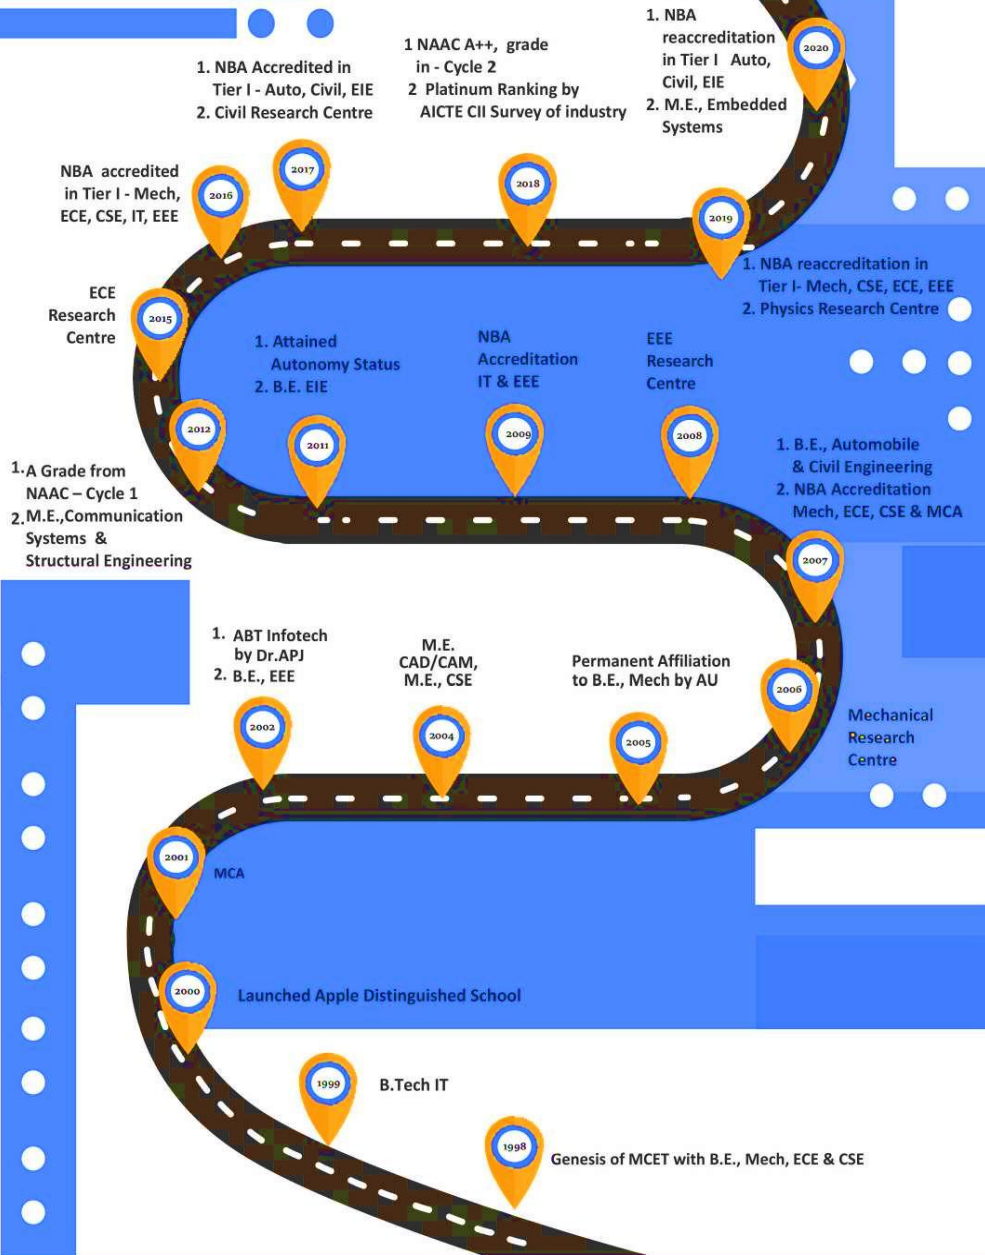 1. NBA
reaccreditation
in Tier I Auto,
Civil, EIE
2. M.E., Embedded
Systems
2020
1 NAAC A++, grade
in - Cycle 2
2 Platinum Ranking by
AICTE CII Survey of industry
1. NBA Accredited in
Tier I - Auto, Civil, EIE
2. Civil Research Centre
NBA accredited
in Tier I - Mech,
ECE, CSE, IT, EEE
2016
2017
2018
2019
1. NBA reaccreditation in
Tier I- Mech, CSE, ECE, EEE
2. Physics Research Centre
ECE
Research
Centre
2015
1. Attained
Autonomy Status
2. B.E. EIE
NBA
Accreditation
IT & EEE
EEE
Research
Centre
2012
2011
2009
2008
1. B.E., Automobile
& Civil Engineering
2. NBA Accreditation
Mech, ECE, CSE & MCA
1. A Grade from
NAAC – Cycle 1
2. M.E.,Communication
Systems &
Structural Engineering
2007
1. ABT Infotech
by Dr.APJ
2. B.E., EEE
M.E.
CAD/CAM,
M.E., CSE
Permanent Affiliation
to B.E., Mech by AU
2006
2002
2004
2005
Mechanical
Research
Centre
2001
MCA
2000
Launched Apple Distinguished School
1999
B.Tech IT
1998
Genesis of MCET with B.E., Mech, ECE & CSE